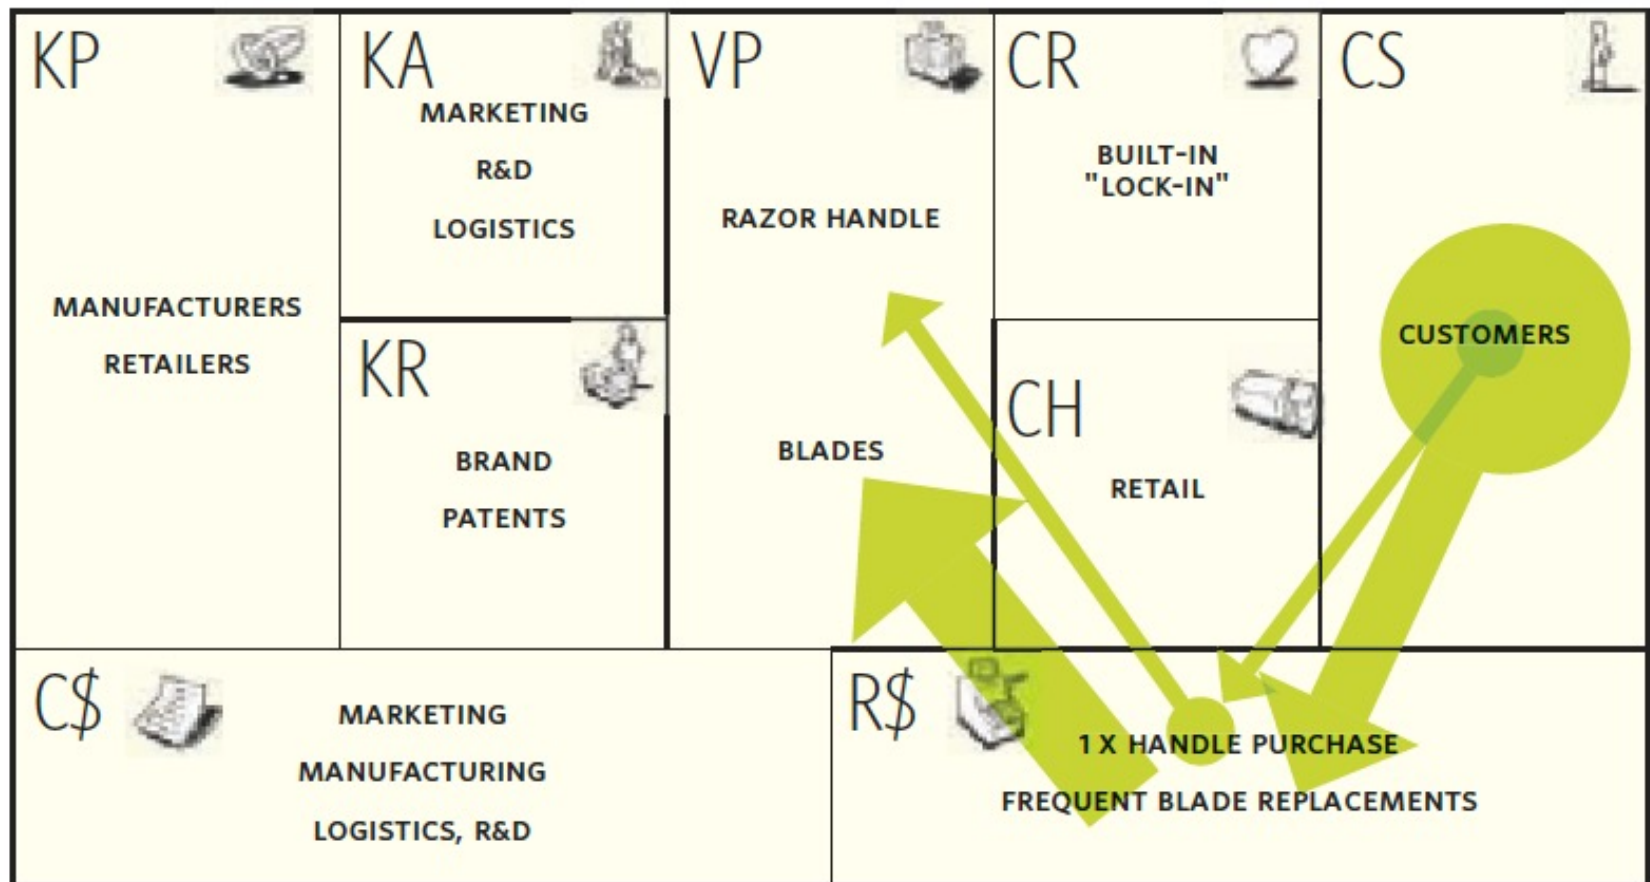 KP
MANUFACTURERS
RETAILERS
KA
MARKETING
R&D
LOGISTICS
KR
BRAND
PATENTS
VP
RAZOR HANDLE
BLADES
CR
BUILT-IN
"LOCK-IN"
CH
RETAIL
CS
CUSTOMERS
C$
MARKETING
MANUFACTURING
LOGISTICS, R&D
R$
1 X HANDLE PURCHASE
FREQUENT BLADE REPLACEMENTS